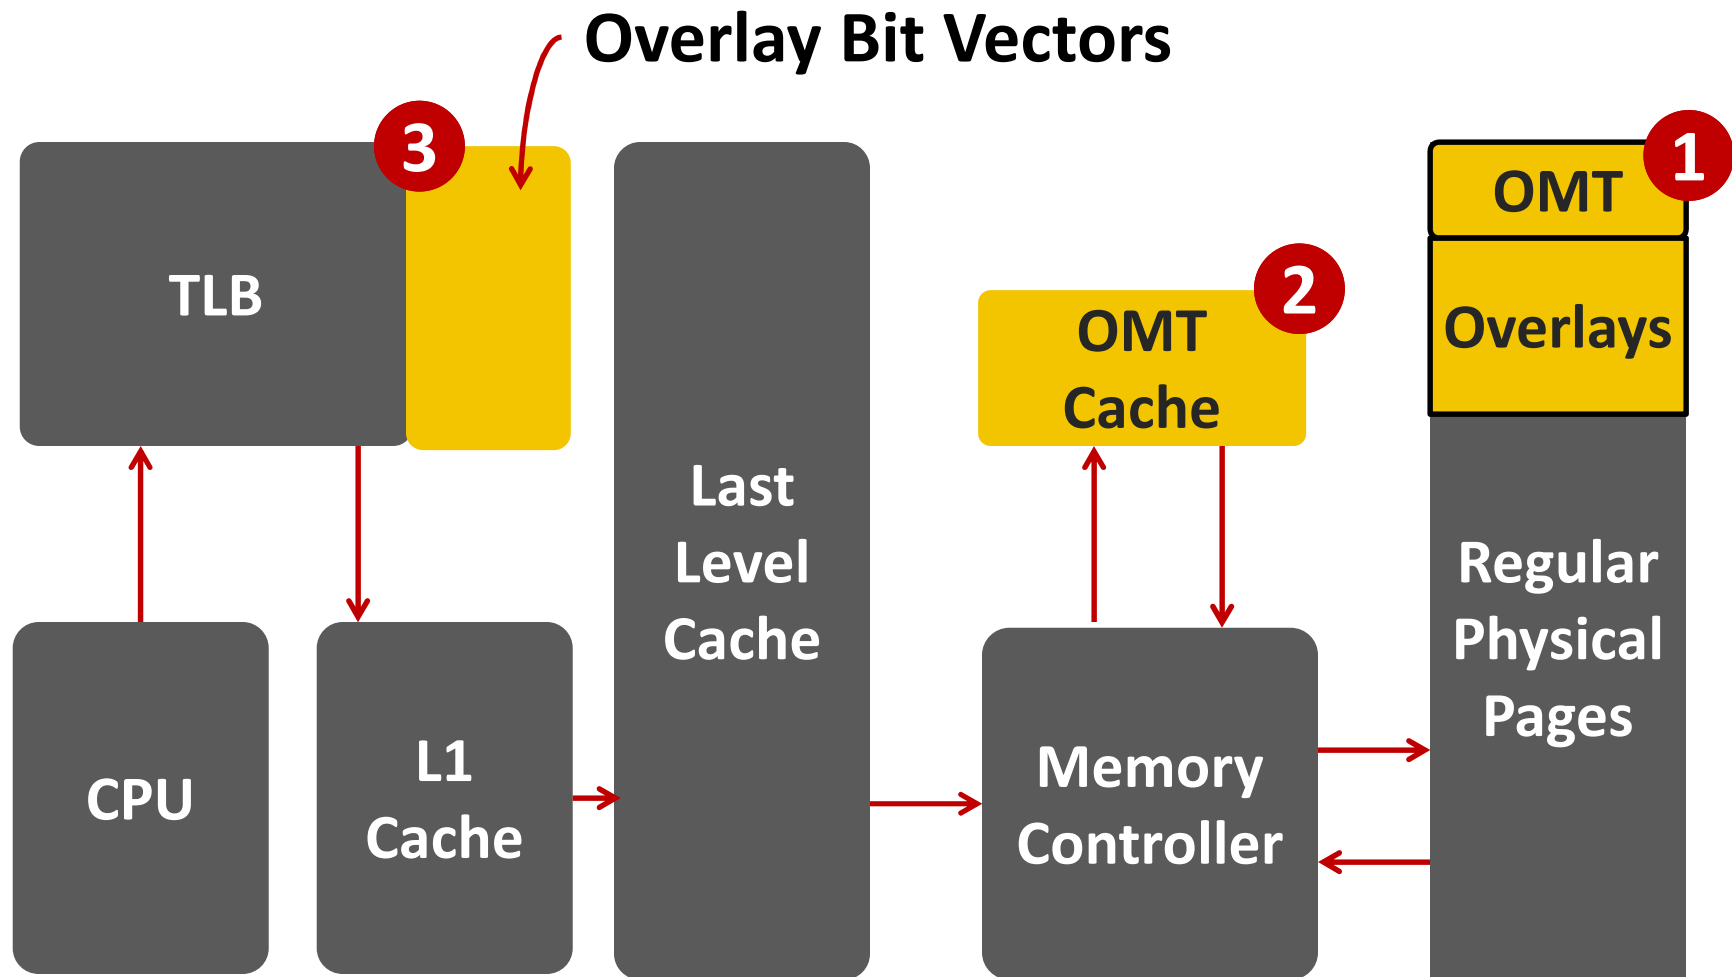 Overlay Bit Vectors
3
TLB
CPU
L1
Cache
Last
Level
Cache
2
OMT
Cache
Memory
Controller
1
OMT
Overlays
Regular
Physical
Pages